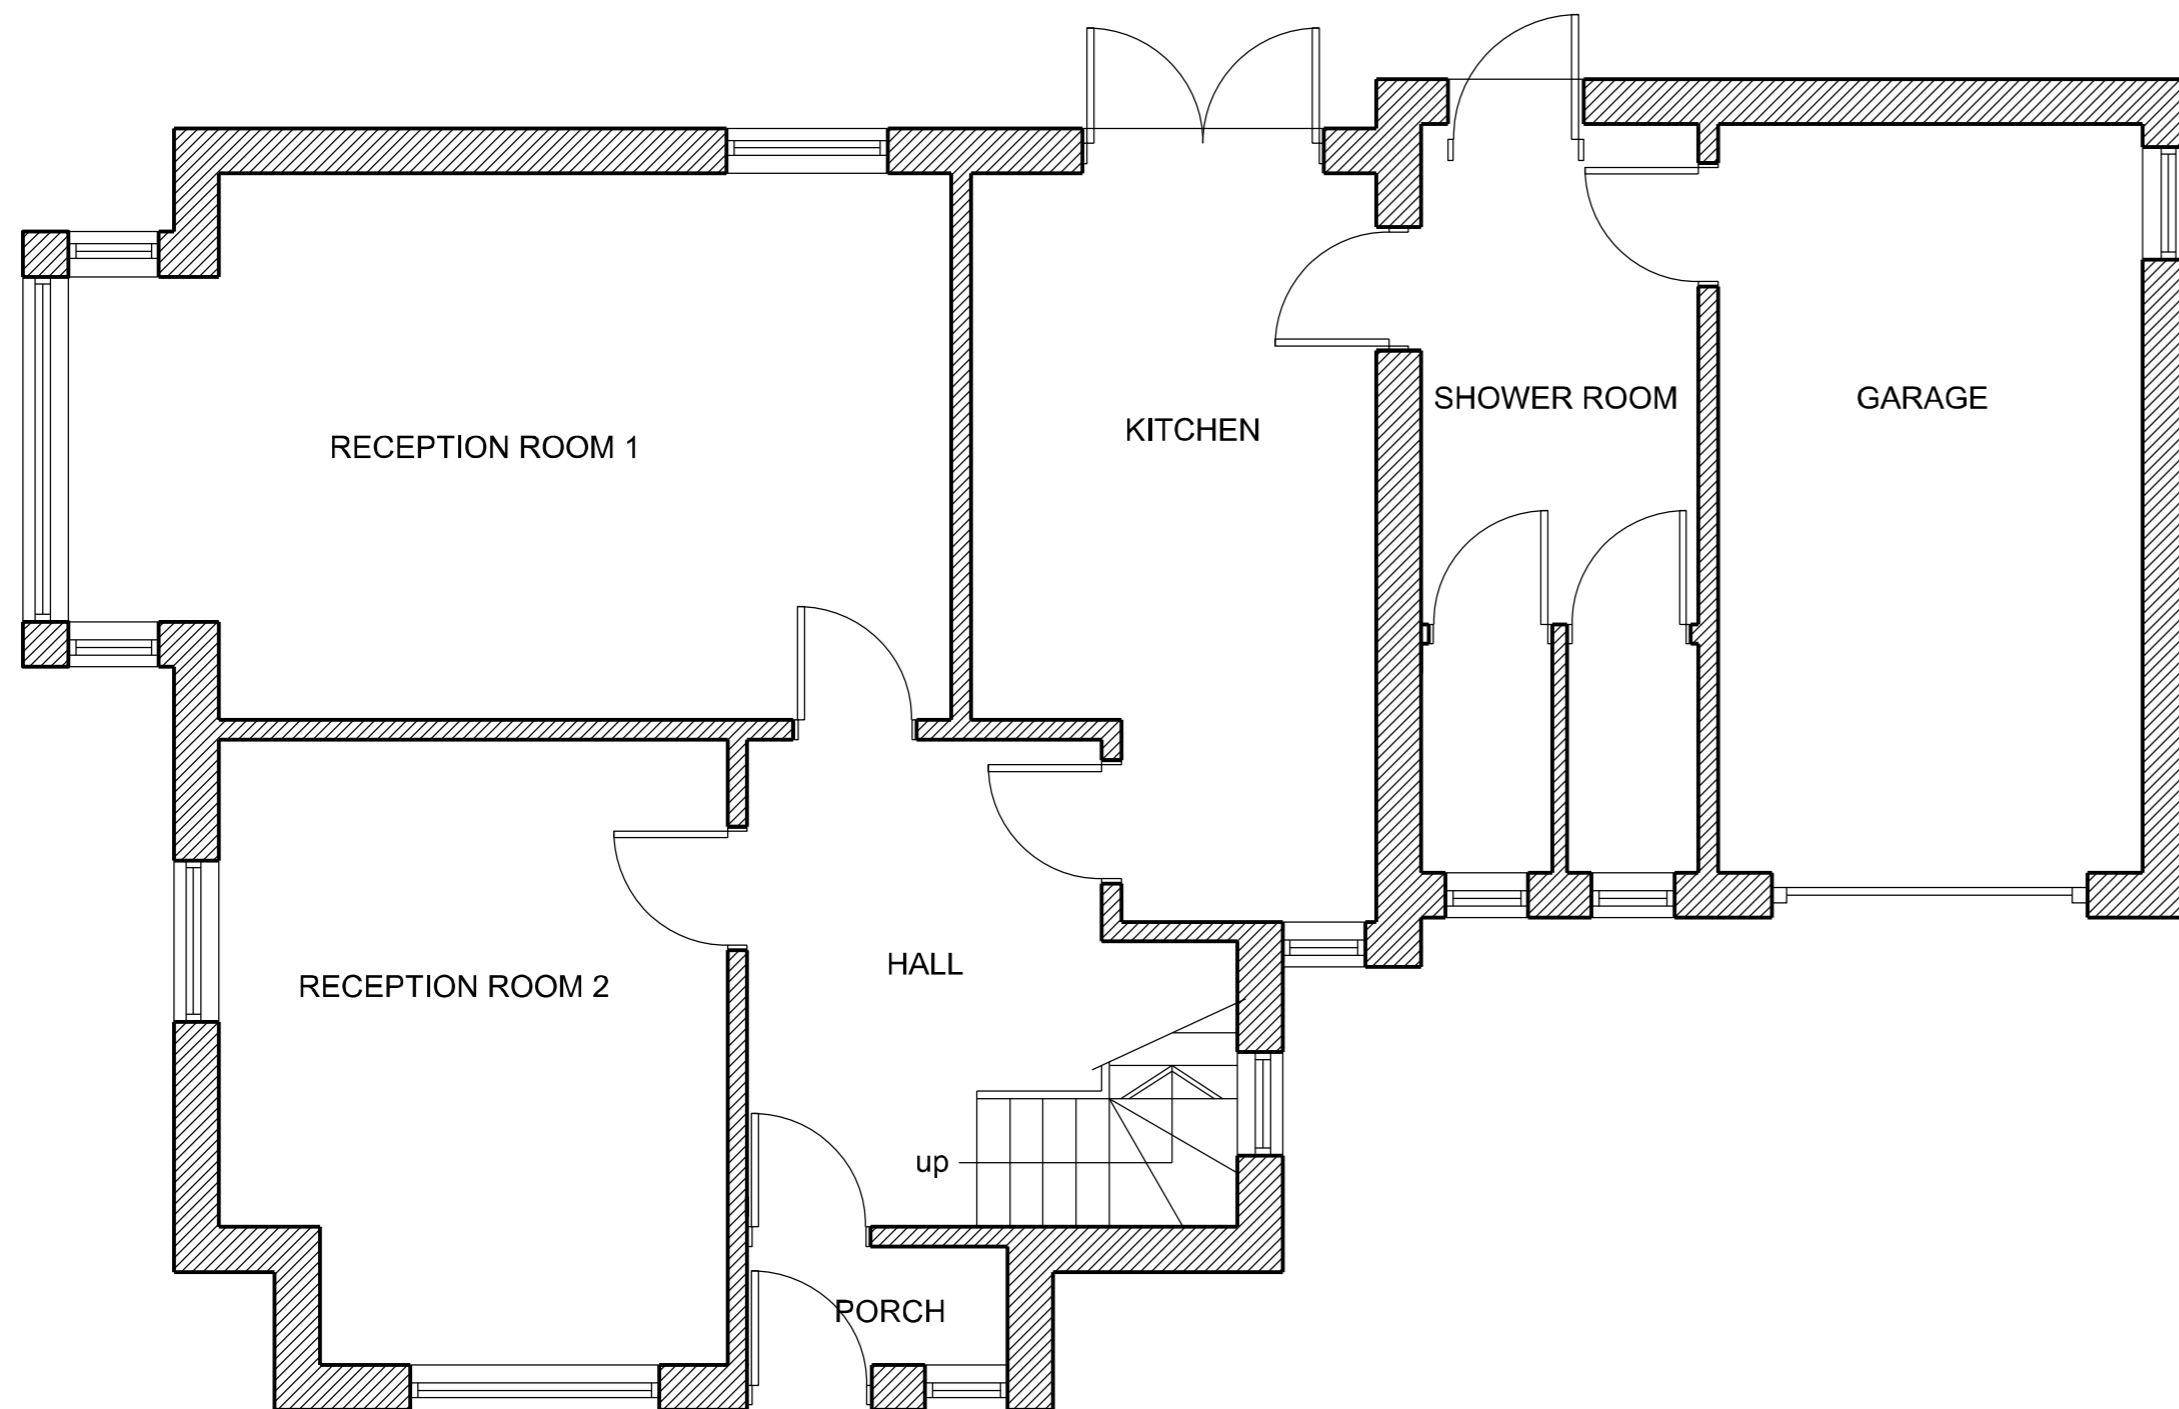 SHOWER ROOM
GARAGE
KITCHEN
RECEPTION ROOM 1
HALL
RECEPTION ROOM 2
up
PORCH